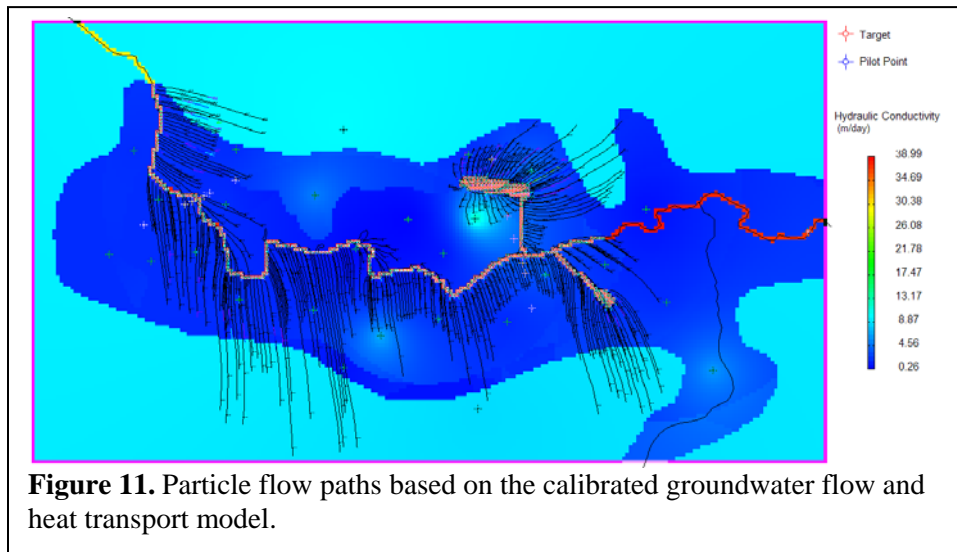 Target
Pilot Point
Hydraulic Conductivity
(m/day)
38.99
34.69
30.38
26.08
21.78
17.47
13.17
8.87
4.56
0.26
Figure 11. Particle flow paths based on the calibrated groundwater flow and
heat transport model.